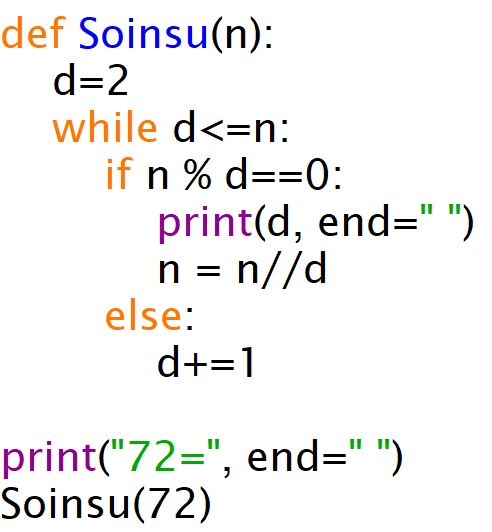 def Soinsu(n):
    d=2
    while d<=n:
        if n % d==0:
            print(d, end=" ")
            n = n//d
        else:
            d+=1

print("72=", end=" ")
Soinsu(72)